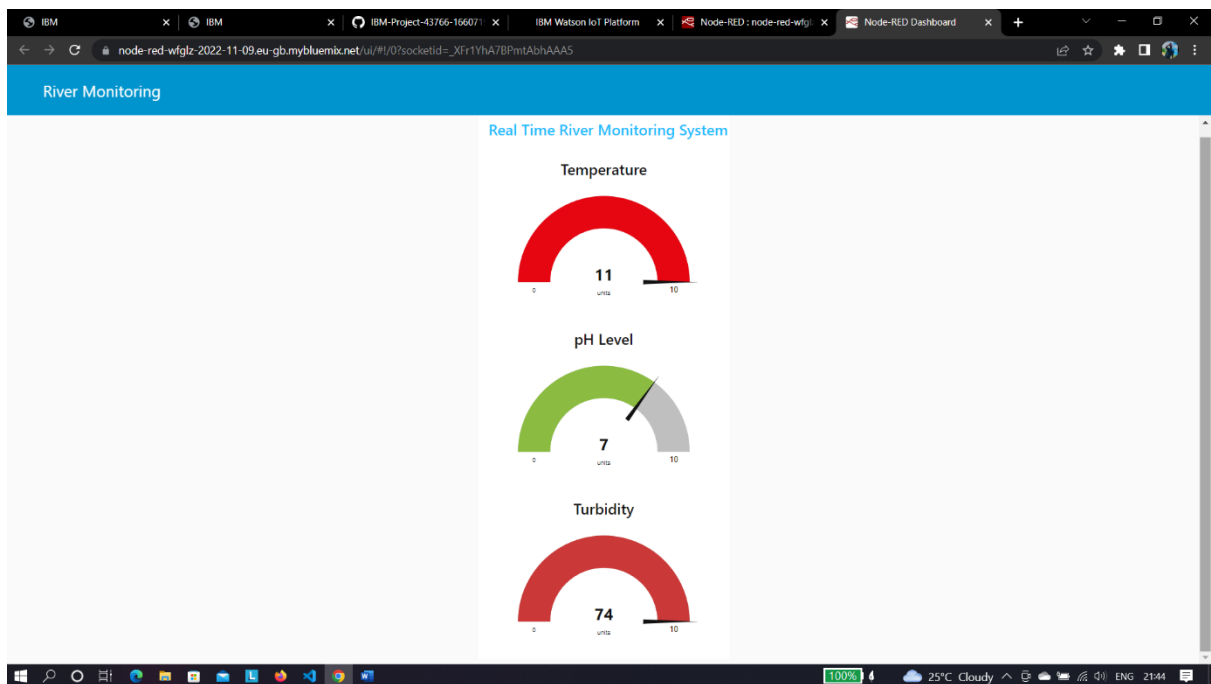 IBM
IBM
IBM-Project-43766-166071
IBM Watson IoT Platform
Node-RED : node-red-wfgl
Node-RED Dashboard
node-red-wfglz-2022-11-09.eu-gb.mybluemix.net/ui/#!/0?socketid=_XFr1YhA7BPmtAbhAAA5
River Monitoring
Real Time River Monitoring System
Temperature
11
units
0
10
pH Level
7
units
0
10
Turbidity
74
units
0
10
100%
25°C Cloudy
ENG
21:44